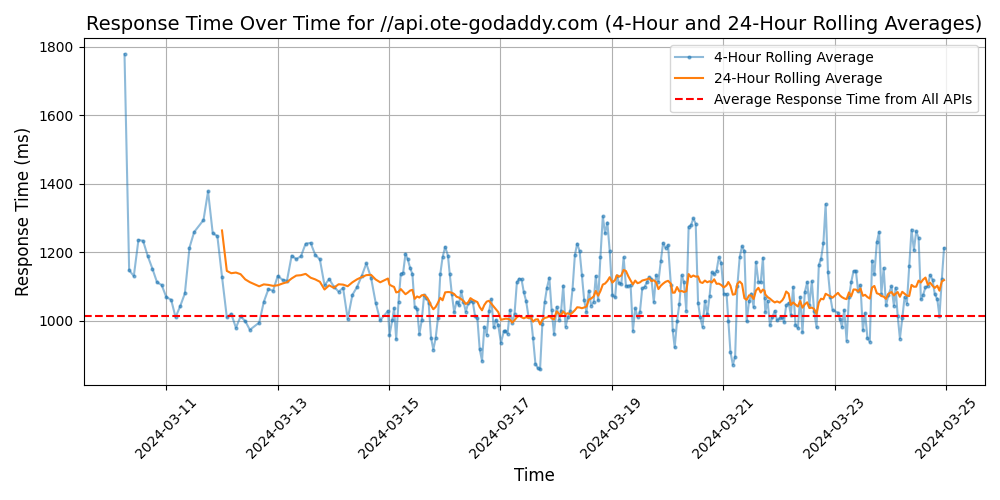 Response Time Over Time for //api.ote-godaddy.com (4-Hour and 24-Hour Rolling Averages)
4-Hour Rolling Average
24-Hour Rolling Average
Average Response Time from All APIs
Response Time (ms)
1800
1600
1400
1200
1000
2024-03-11
2024-03-13
2024-03-15
2024-03-17
2024-03-19
2024-03-21
2024-03-23
2024-03-25
Time